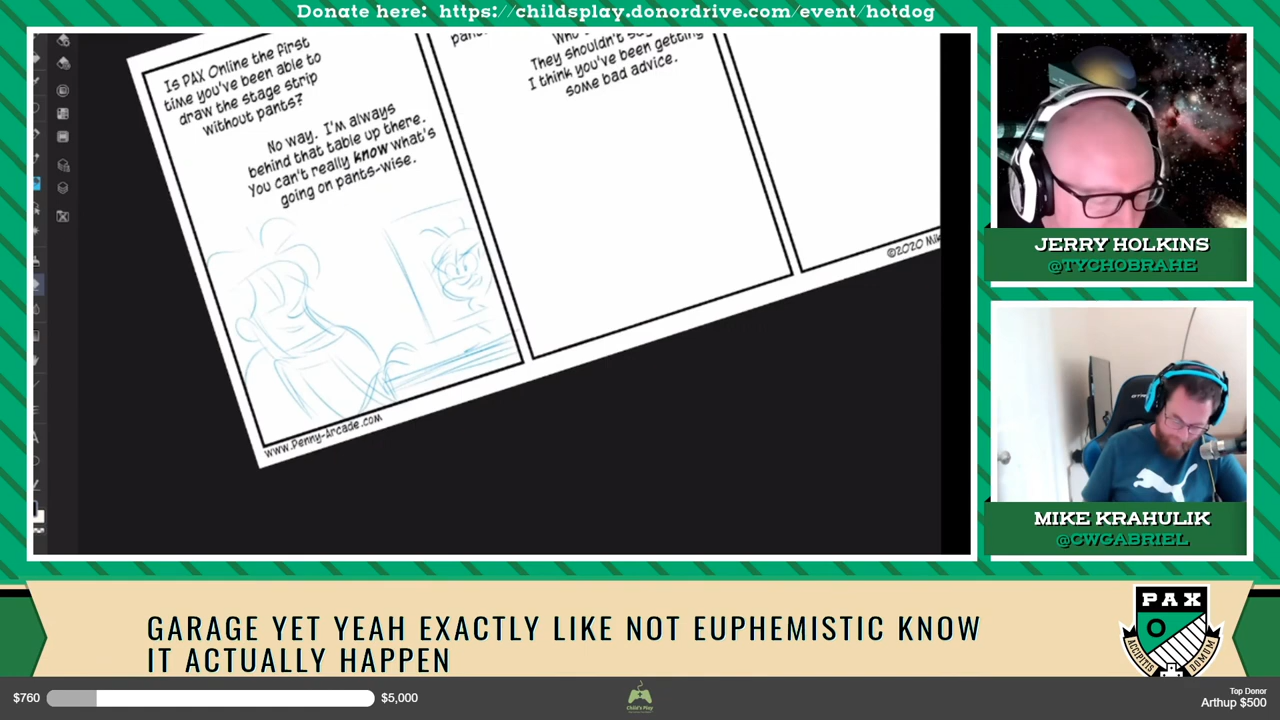 Donate here: https://childsplay.donordrive.com/event/hotdog
Is PAX Online the first
time you've been able to
draw the stage strip
without pants?
No way. I'm always
behind that table up there.
You can't really know what's
going on pants-wise.
www.Penny-Arcade.com
They shouldn't
I think you've been getting
some bad advice.
©2020
JERRY HOLKINS
@TYCHOBRAHE
MIKE KRAHULIK
@CWGABRIEL
GARAGE YET YEAH EXACTLY LIKE NOT EUPHEMISTIC KNOW
IT ACTUALLY HAPPEN
PAX
O
ACCIPITIS
DOMUM
$760
$5,000
Child's Play
Top Donor
Arthup $500